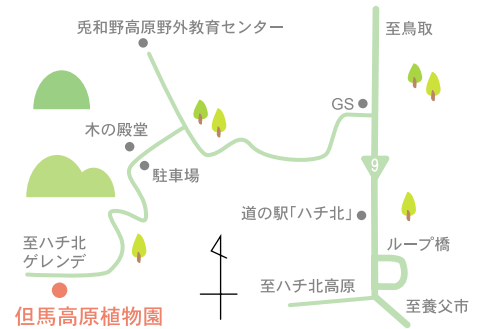 兎和野高原野外教育センター
至鳥取
GS
木の殿堂
駐車場
9
道の駅｢ハチ北｣
至ハチ北
ゲレンデ
ループ橋
至ハチ北高原
至養父市
但馬高原植物園